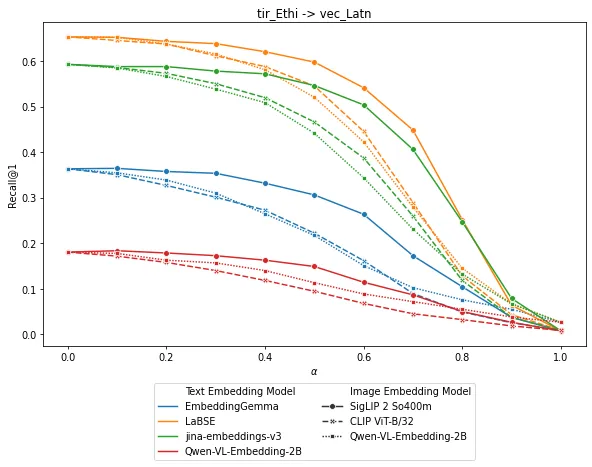 tir_Ethi -> vec_Latn
Recall@1
0.6
0.5
0.4
0.3
0.2
0.1
0.0
0.0 0.2 0.4 0.6 0.8 1.0
α
Text Embedding Model
EmbeddingGemma
LaBSE
jina-embeddings-v3
Qwen-VL-Embedding-2B
Image Embedding Model
SigLIP 2 So400m
CLIP ViT-B/32
Qwen-VL-Embedding-2B